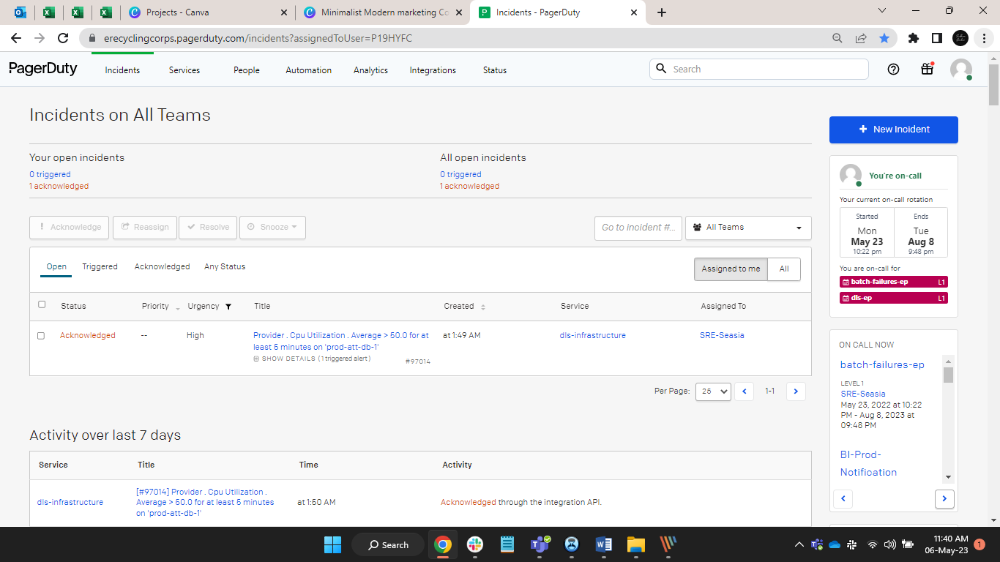 Projects - Canva
Minimalist Modern marketing Co
Incidents - PagerDuty
erecyclingcorps.pagerduty.com/incidents?assignedToUser=P19HYFC
PagerDuty
Incidents
Services
People
Automation
Analytics
Integrations
Status
Search
Incidents on All Teams
New Incident
Your open incidents
0 triggered
1 acknowledged
All open incidents
0 triggered
1 acknowledged
Acknowledge
Reassign
Resolve
Snooze
Go to incident #...
All Teams
Open
Triggered
Acknowledged
Any Status
Assigned to me
All
Status
Priority
Urgency
Title
Created
Service
Assigned To
Acknowledged
--
High
Provider . Cpu Utilization . Average > 50.0 for at
least 5 minutes on 'prod-att-db-1'
SHOW DETAILS (1 triggered alert)
#97014
at 1:49 AM
dls-infrastructure
SRE-Seasia
Per Page:
25
1-1
Activity over last 7 days
Service
Title
Time
Activity
dls-infrastructure
[#97014] Provider . Cpu Utilization .
Average > 50.0 for at least 5 minutes
on 'prod-att-db-1'
at 1:50 AM
Acknowledged through the integration API.
You're on-call
Your current on-call rotation
Started
Mon
May 23
10:22 pm
Ends
Tue
Aug 8
9:48 pm
You are on-call for
batch-failures-ep L1
dls-ep L1
ON CALL NOW
batch-failures-ep
LEVEL 1
SRE-Seasia
May 23, 2022 at 10:22
PM - Aug 8, 2023 at
09:48 PM
BI-Prod-
Notification
Search
11:40 AM
06-May-23
1